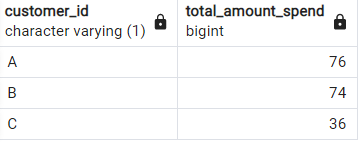 customer_id total_amount_spend
character varying (1) bigint
A 76
B 74
C 36